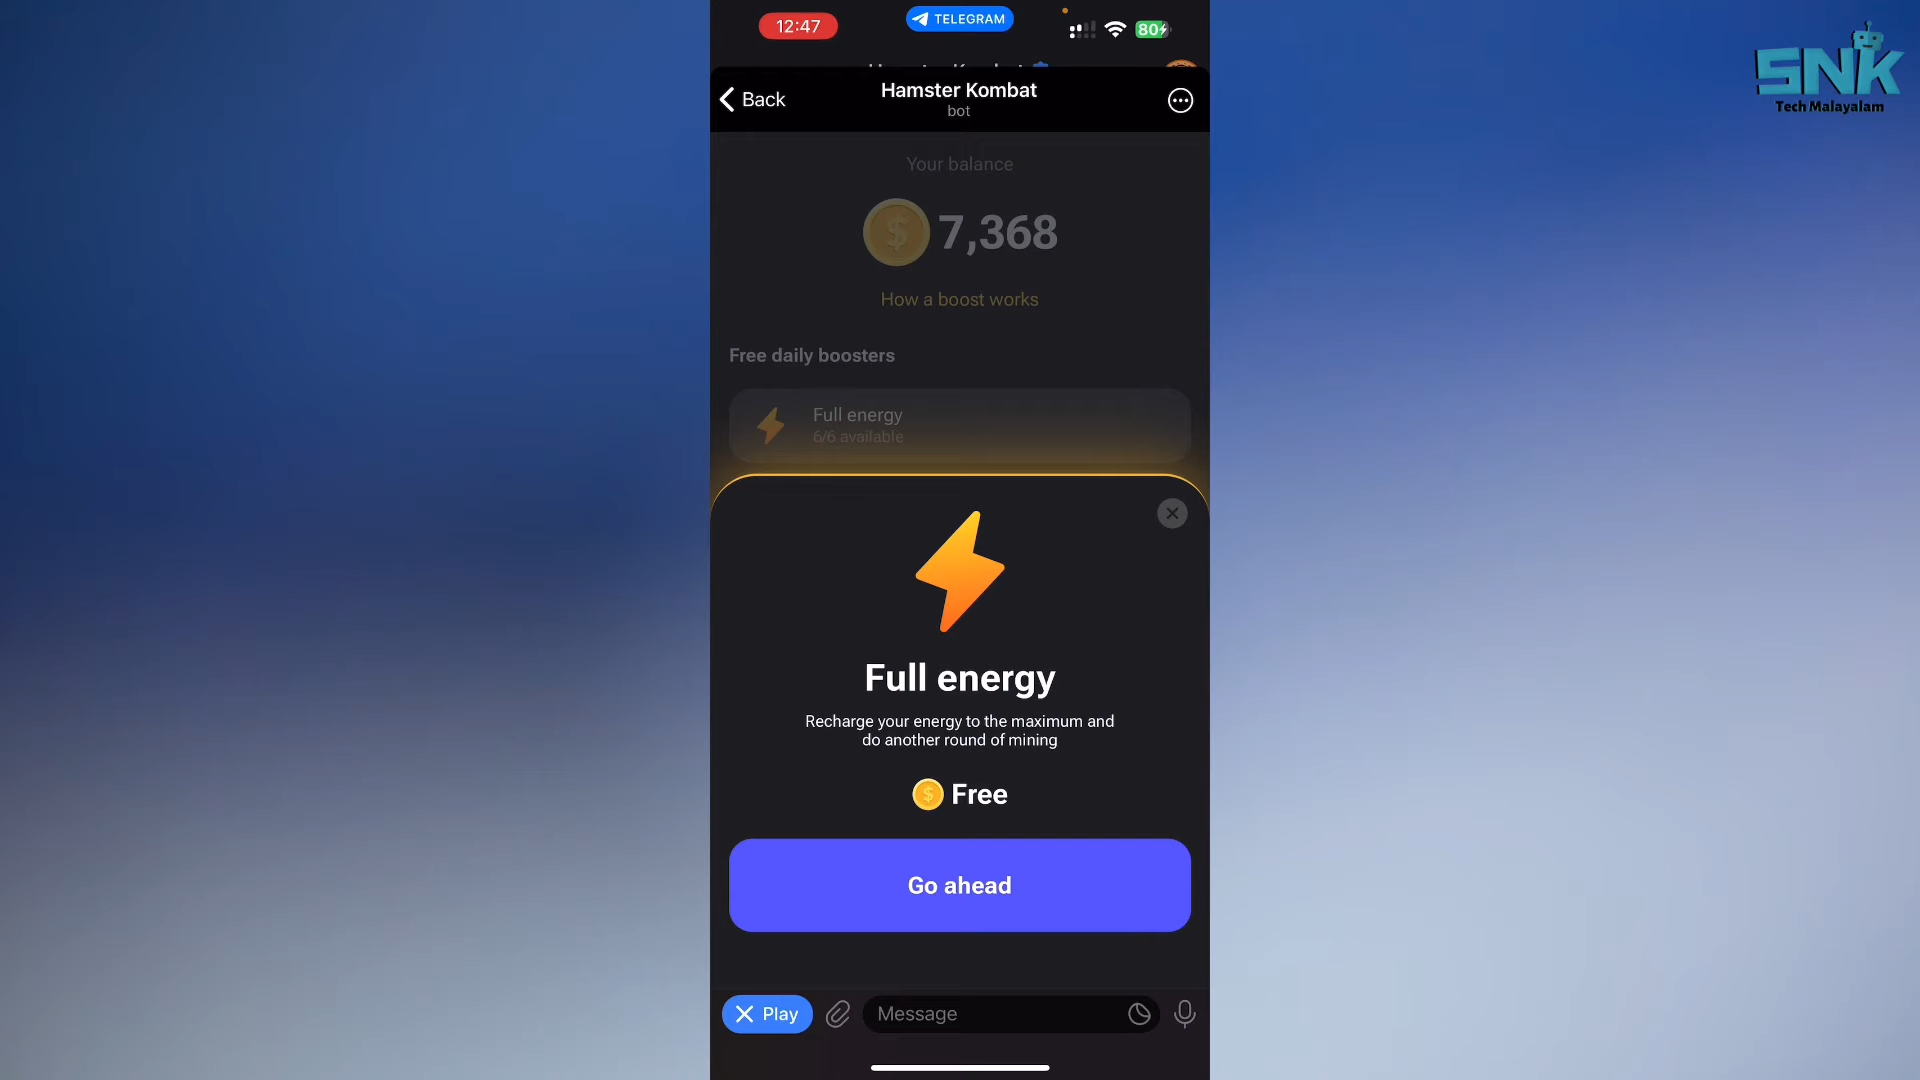 12:47
TELEGRAM
80
SNK
Tech Malayalam
Back
Hamster Kombat
bot
Your balance
$ 7,368
How a boost works
Free daily boosters
Full energy
6/6 available
Full energy
Recharge your energy to the maximum and
do another round of mining
$ Free
Go ahead
Play
Message